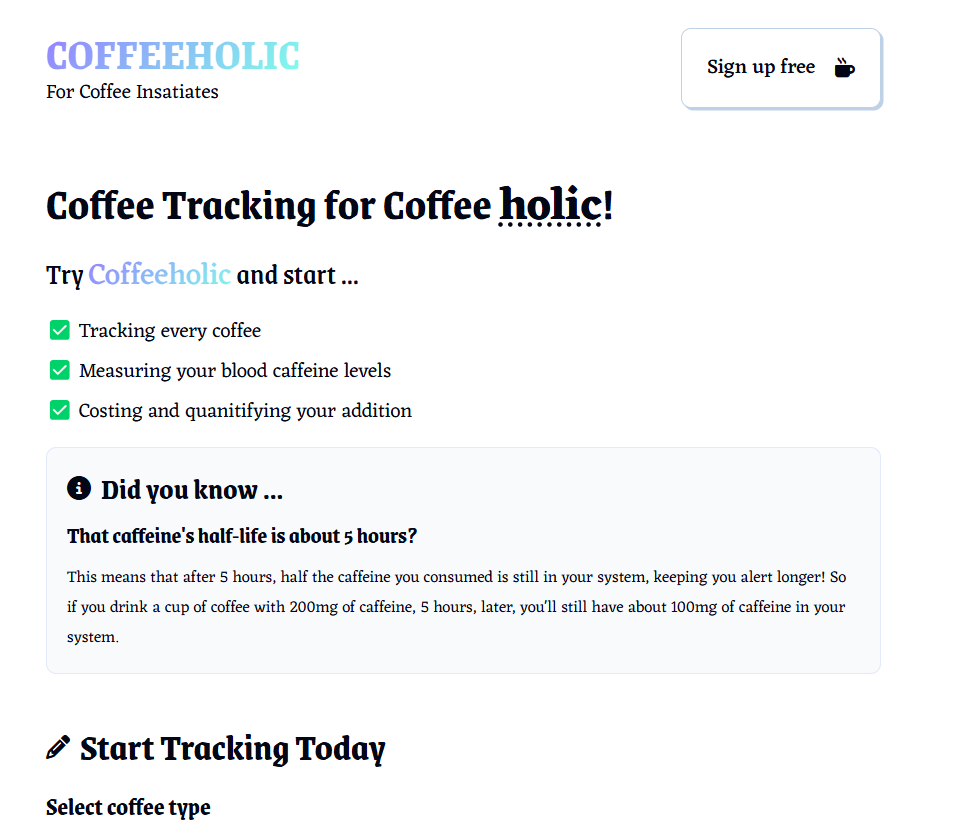 COFFEEHOLIC
For Coffee Insatiates
Sign up free
Coffee Tracking for Coffee holic!
Try Coffeeholic and start ...
Tracking every coffee
Measuring your blood caffeine levels
Costing and quanitifying your addition
Did you know ...
That caffeine's half-life is about 5 hours?
This means that after 5 hours, half the caffeine you consumed is still in your system, keeping you alert longer! So
if you drink a cup of coffee with 200mg of caffeine, 5 hours, later, you'll still have about 100mg of caffeine in your
system.
Start Tracking Today
Select coffee type